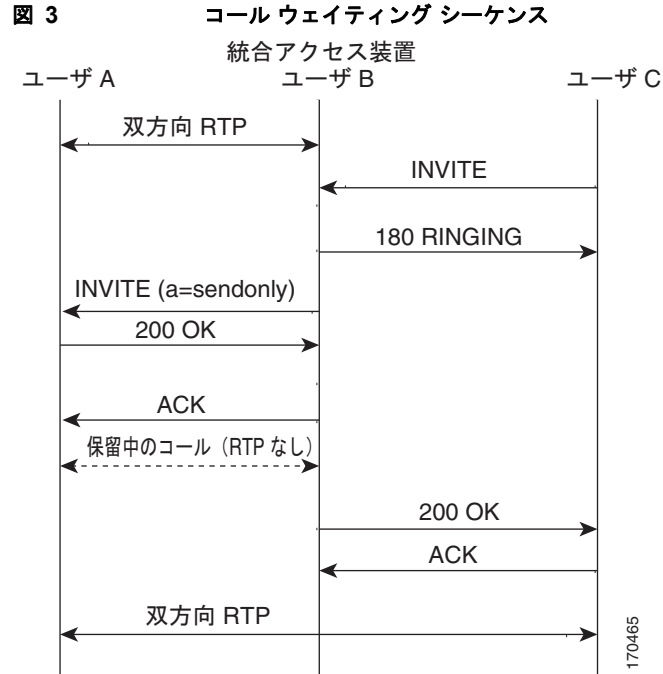 図 3 コール ウェイティング シーケンス
統合アクセス装置
ユーザ A ユーザ B ユーザ C
双方向 RTP
INVITE
180 RINGING
INVITE (a=sendonly)
200 OK
ACK
保留中のコール（RTP なし）
200 OK
ACK
双方向 RTP
170465